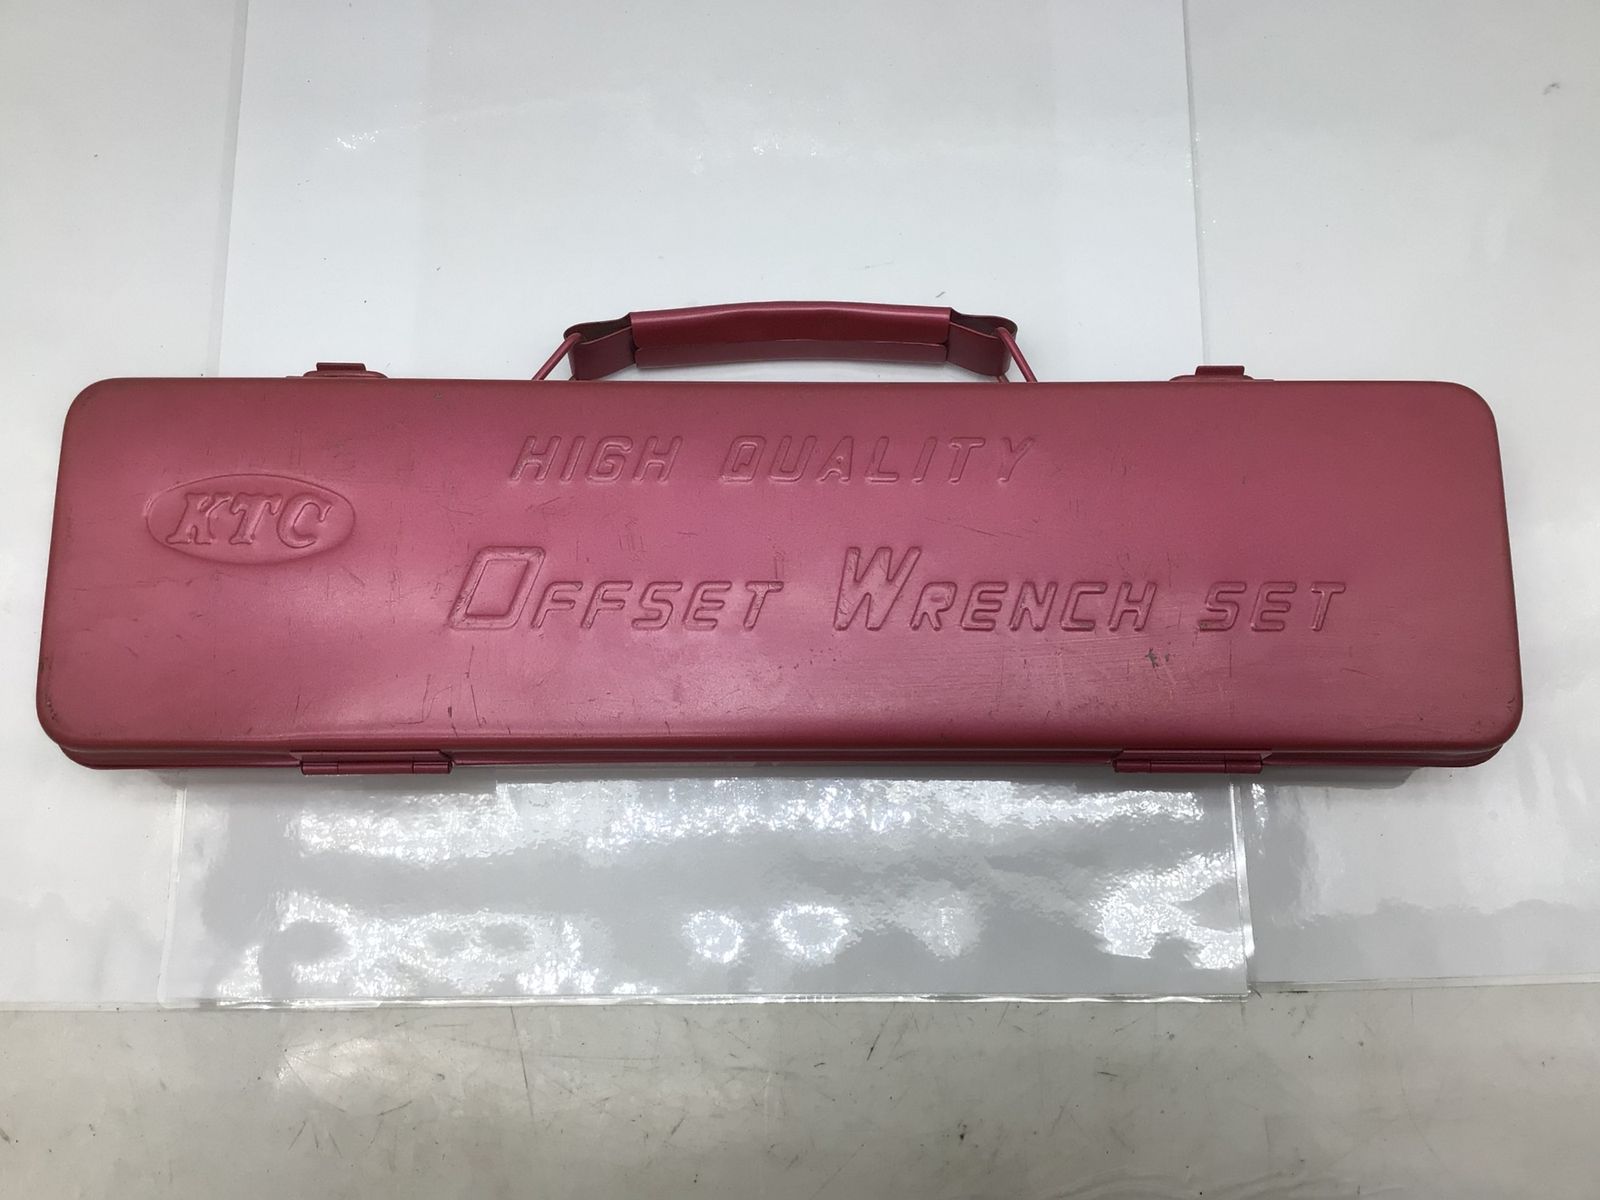 HIGH QUALITY
KTC
OFFSET WRENCH SET